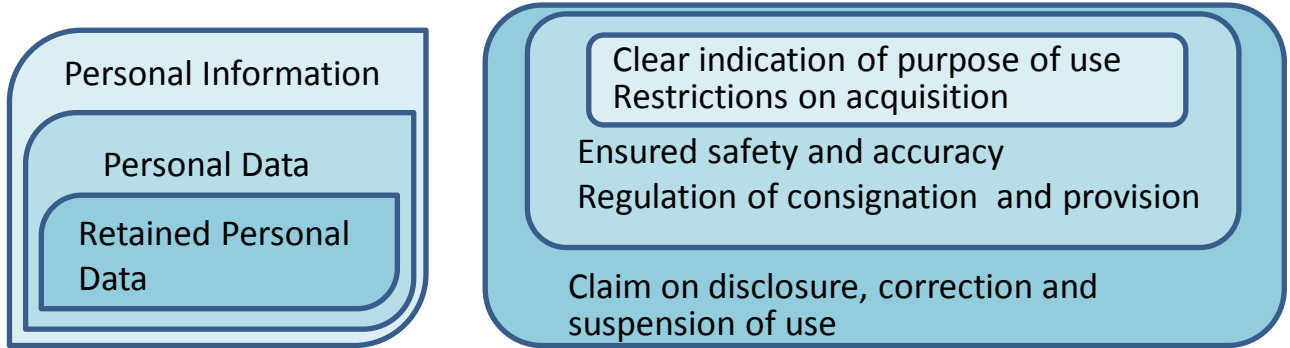 Personal Information
Personal Data
Retained Personal
Data
Clear indication of purpose of use
Restrictions on acquisition
Ensured safety and accuracy
Regulation of consignation  and provision
Claim on disclosure, correction and
suspension of use